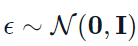 ϵ ∼ 𝒩(𝟎, 𝐈)